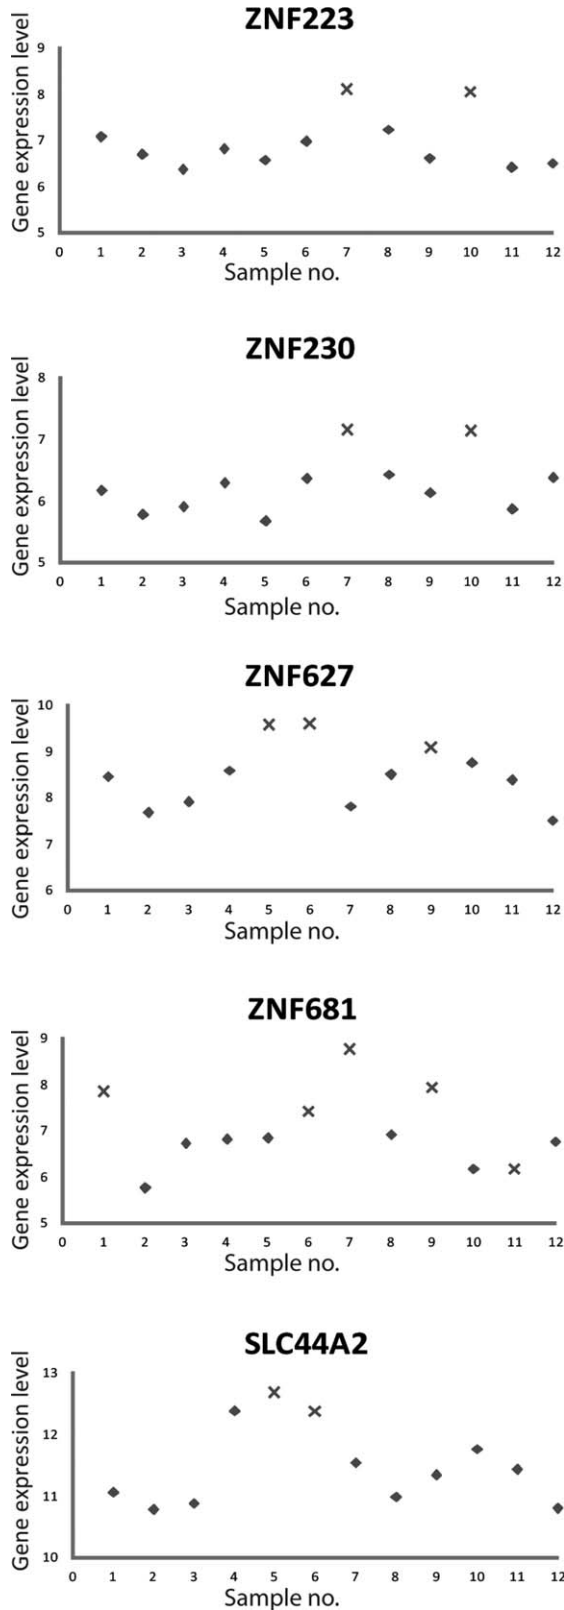 ZNF223
Gene expression level
9
8
7
6
5
0 1 2 3 4 5 6 7 8 9 10 11 12
Sample no.
ZNF230
Gene expression level
8
7
6
5
0 1 2 3 4 5 6 7 8 9 10 11 12
Sample no.
ZNF627
Gene expression level
10
9
8
7
6
0 1 2 3 4 5 6 7 8 9 10 11 12
Sample no.
ZNF681
Gene expression level
9
8
7
6
5
0 1 2 3 4 5 6 7 8 9 10 11 12
Sample no.
SLC44A2
Gene expression level
13
12
11
10
0 1 2 3 4 5 6 7 8 9 10 11 12
Sample no.